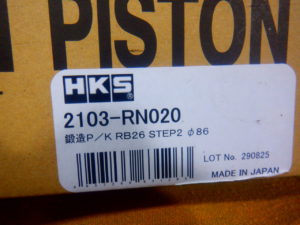 PISTON
HKS
2103-RN020
鍛造P/K RB26 STEP2 φ86
LOT No. 290825
MADE IN JAPAN